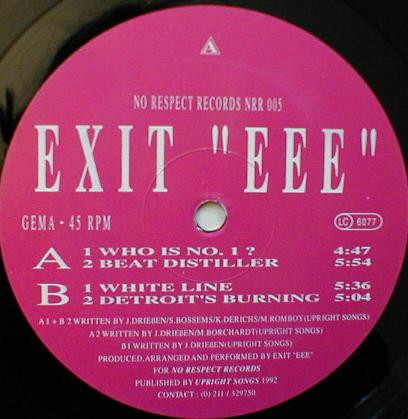 A
NO RESPECT RECORDS NRR 005
EXIT "EEE"
GEMA - 45 RPM
LC 6077
A 1 WHO IS NO. 1 ? 4:47
2 BEAT DISTILLER 5:54
B 1 WHITE LINE 5:36
2 DETROIT'S BURNING 5:04
A 1 + B 2 WRITTEN BY J.DRIEßEN/S.BOSSEMS/K.DERICHS/M.ROMBOY(UPRIGHT SONGS)
A 2 WRITTEN BY J.DRIEßEN/M.BORCHARDT(UPRIGHT SONGS)
B 1 WRITTEN BY J.DRIEßEN(UPRIGHT SONGS)
PRODUCED.ARRANGED AND PERFORMED BY EXIT "EEE"
FOR NO RESPECT RECORDS
PUBLISHED BY UPRIGHT SONGS 1992
CONTACT : (0) 211 / 329750